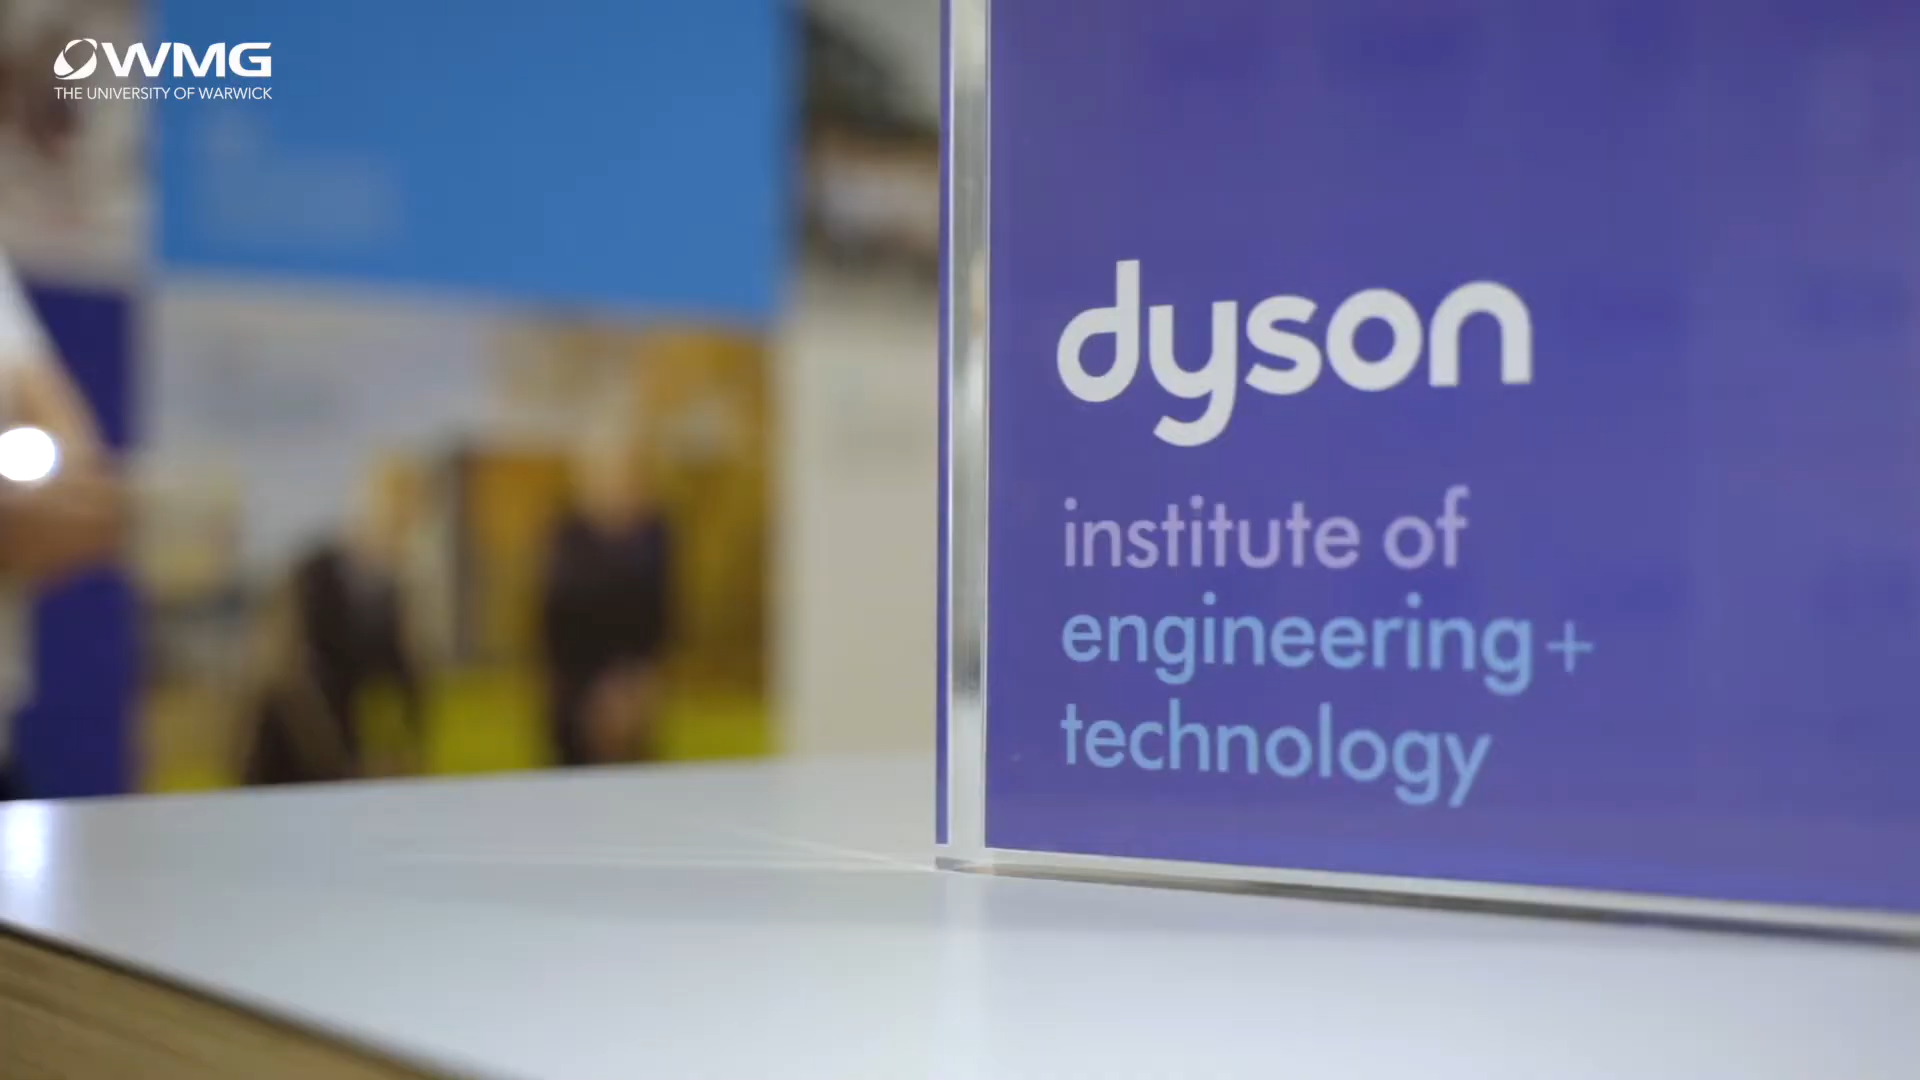 WMG
THE UNIVERSITY OF WARWICK
dyson
institute of
engineering+
technology